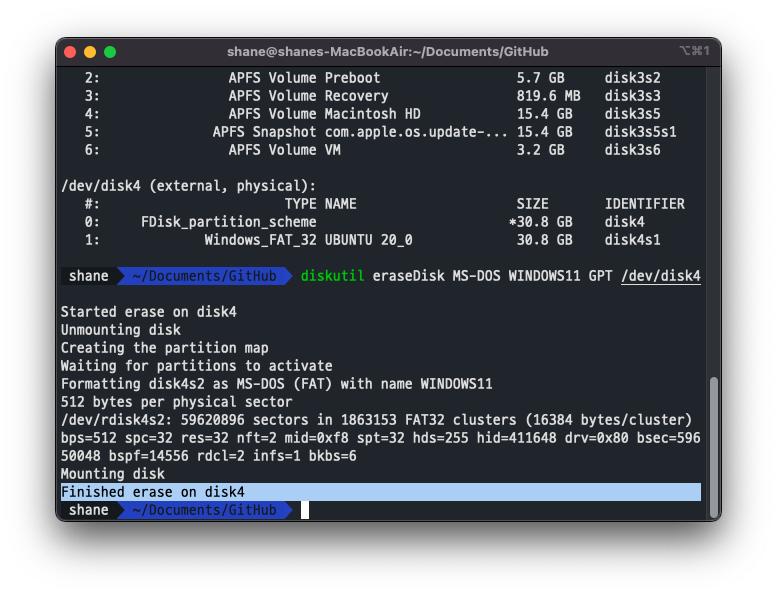 shane@shanes-MacBookAir:~/Documents/GitHub ⌥⌘1
2: APFS Volume Preboot 5.7 GB disk3s2
3: APFS Volume Recovery 819.6 MB disk3s3
4: APFS Volume Macintosh HD 15.4 GB disk3s5
5: APFS Snapshot com.apple.os.update-... 15.4 GB disk3s5s1
6: APFS Volume VM 3.2 GB disk3s6
/dev/disk4 (external, physical):
#: TYPE NAME SIZE IDENTIFIER
0: FDisk_partition_scheme *30.8 GB disk4
1: Windows_FAT_32 UBUNTU 20_0 30.8 GB disk4s1
shane ~/Documents/GitHub diskutil eraseDisk MS-DOS WINDOWS11 GPT /dev/disk4
Started erase on disk4
Unmounting disk
Creating the partition map
Waiting for partitions to activate
Formatting disk4s2 as MS-DOS (FAT) with name WINDOWS11
512 bytes per physical sector
/dev/rdisk4s2: 59620896 sectors in 1863153 FAT32 clusters (16384 bytes/cluster)
bps=512 spc=32 res=32 nft=2 mid=0xf8 spt=32 hds=255 hid=411648 drv=0x80 bsec=596
50048 bspf=14556 rdcl=2 infs=1 bkbs=6
Mounting disk
Finished erase on disk4
shane ~/Documents/GitHub